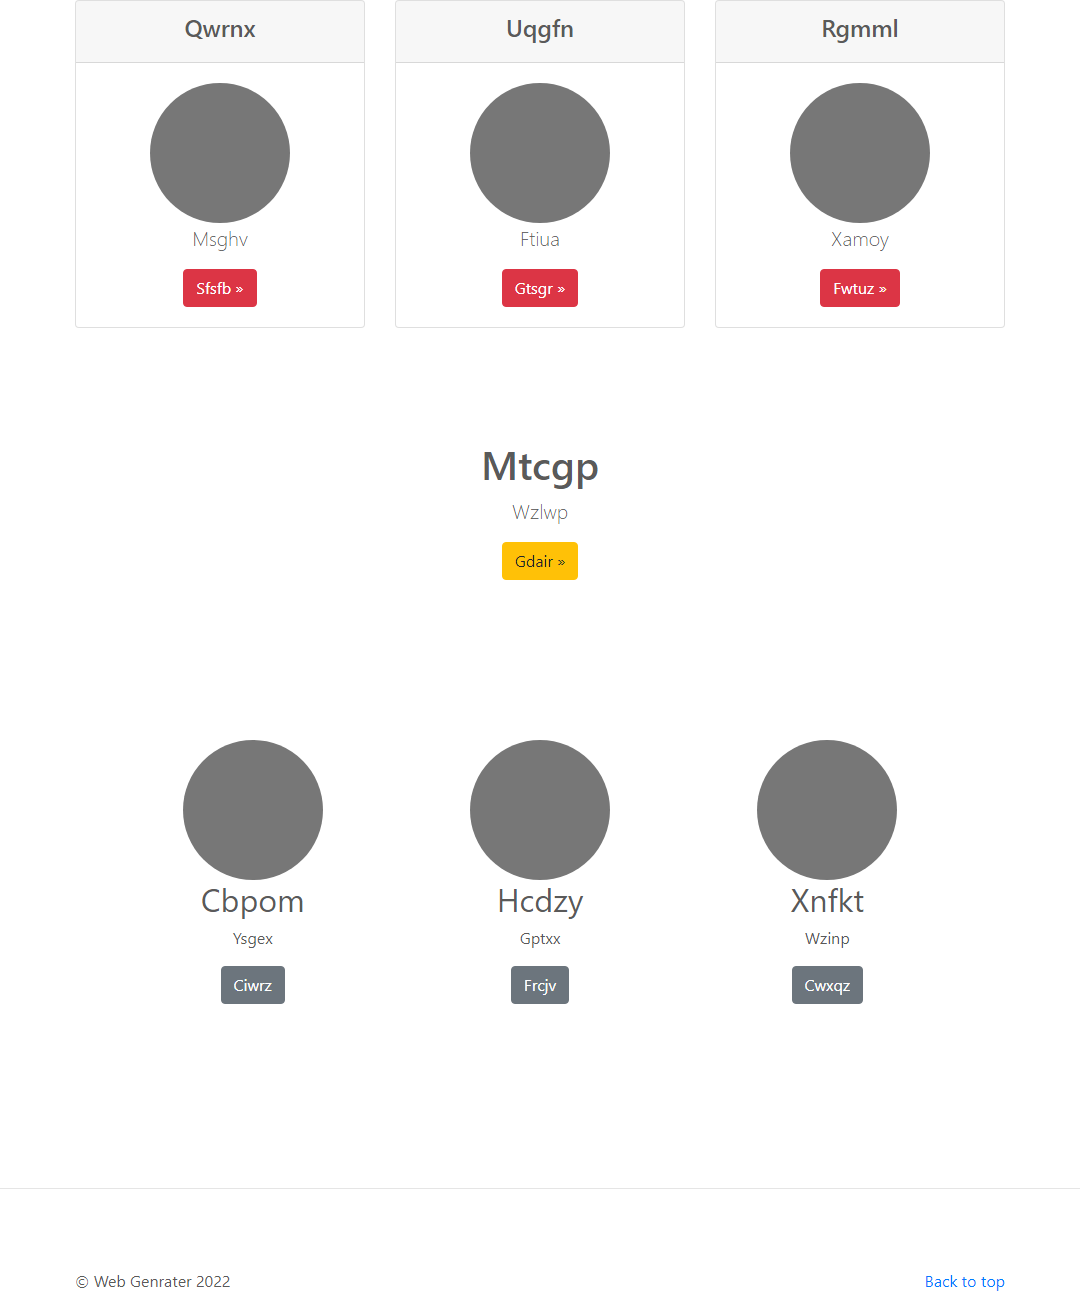 Qwrnx
Uqgfn
Rgmml
Msghv
Ftiua
Xamoy
Sfsfb »
Gtsgr »
Fwtuz »
Mtcgp
Wzlwp
Gdair »
Cbpom
Hcdzy
Xnfkt
Ysgex
Gptxx
Wzinp
Ciwrz
Frcjv
Cwxqz
© Web Genrater 2022
Back to top